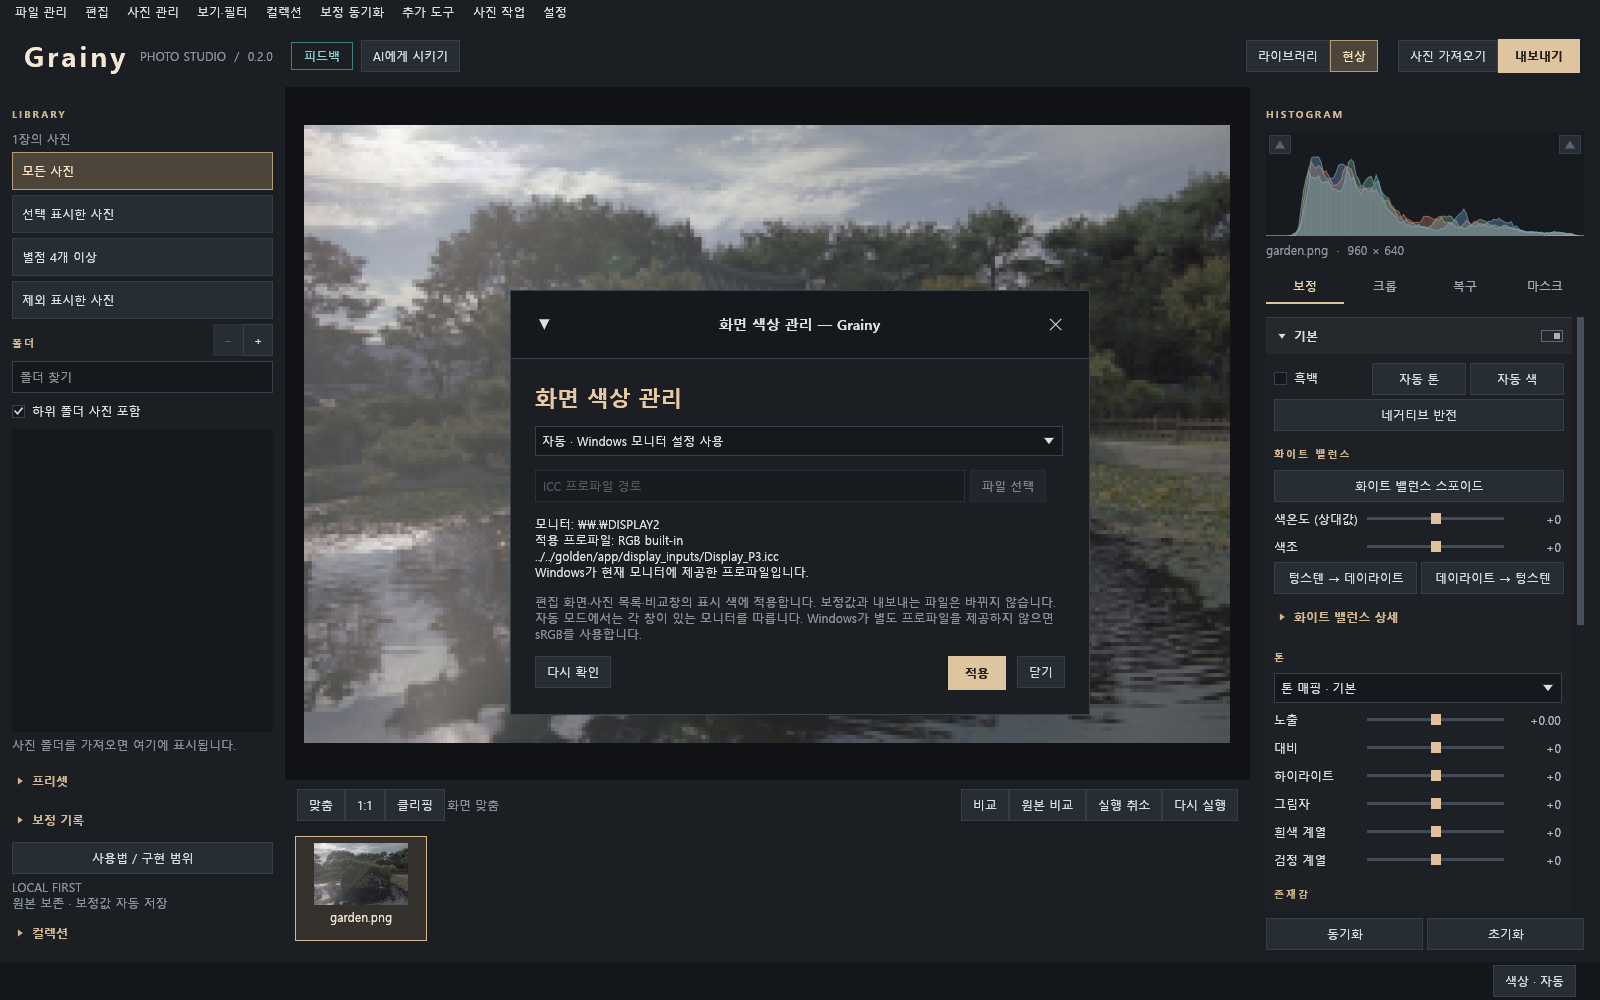 파일 관리 편집 사진 관리 보기·필터 컬렉션 보정 동기화 추가 도구 사진 작업 설정
Grainy PHOTO STUDIO / 0.2.0 피드백 AI에게 시키기 라이브러리 현상 사진 가져오기 내보내기
LIBRARY
1장의 사진
모든 사진
선택 표시한 사진
별점 4개 이상
제외 표시한 사진
폴더 − +
폴더 찾기
하위 폴더 사진 포함
사진 폴더를 가져오면 여기에 표시됩니다.
프리셋
보정 기록
사용법 / 구현 범위
LOCAL FIRST
원본 보존 · 보정값 자동 저장
컬렉션
화면 색상 관리 — Grainy
화면 색상 관리
자동 · Windows 모니터 설정 사용
ICC 프로파일 경로 파일 선택
모니터: ₩₩.₩DISPLAY2
적용 프로파일: RGB built-in
../../golden/app/display_inputs/Display_P3.icc
Windows가 현재 모니터에 제공한 프로파일입니다.
편집 화면·사진 목록·비교창의 표시 색에 적용합니다. 보정값과 내보내는 파일은 바뀌지 않습니다.
자동 모드에서는 각 창이 있는 모니터를 따릅니다. Windows가 별도 프로파일을 제공하지 않으면
sRGB를 사용합니다.
다시 확인 적용 닫기
맞춤 1:1 클리핑 화면 맞춤 비교 원본 비교 실행 취소 다시 실행
garden.png
HISTOGRAM
garden.png · 960 × 640
보정 크롭 복구 마스크
기본
흑백 자동 톤 자동 색
네거티브 반전
화이트 밸런스
화이트 밸런스 스포이드
색온도 (상대값) +0
색조 +0
텅스텐 → 데이라이트 데이라이트 → 텅스텐
화이트 밸런스 상세
톤
톤 매핑 · 기본
노출 +0.00
대비 +0
하이라이트 +0
그림자 +0
흰색 계열 +0
검정 계열 +0
존재감
동기화 초기화
색상 · 자동